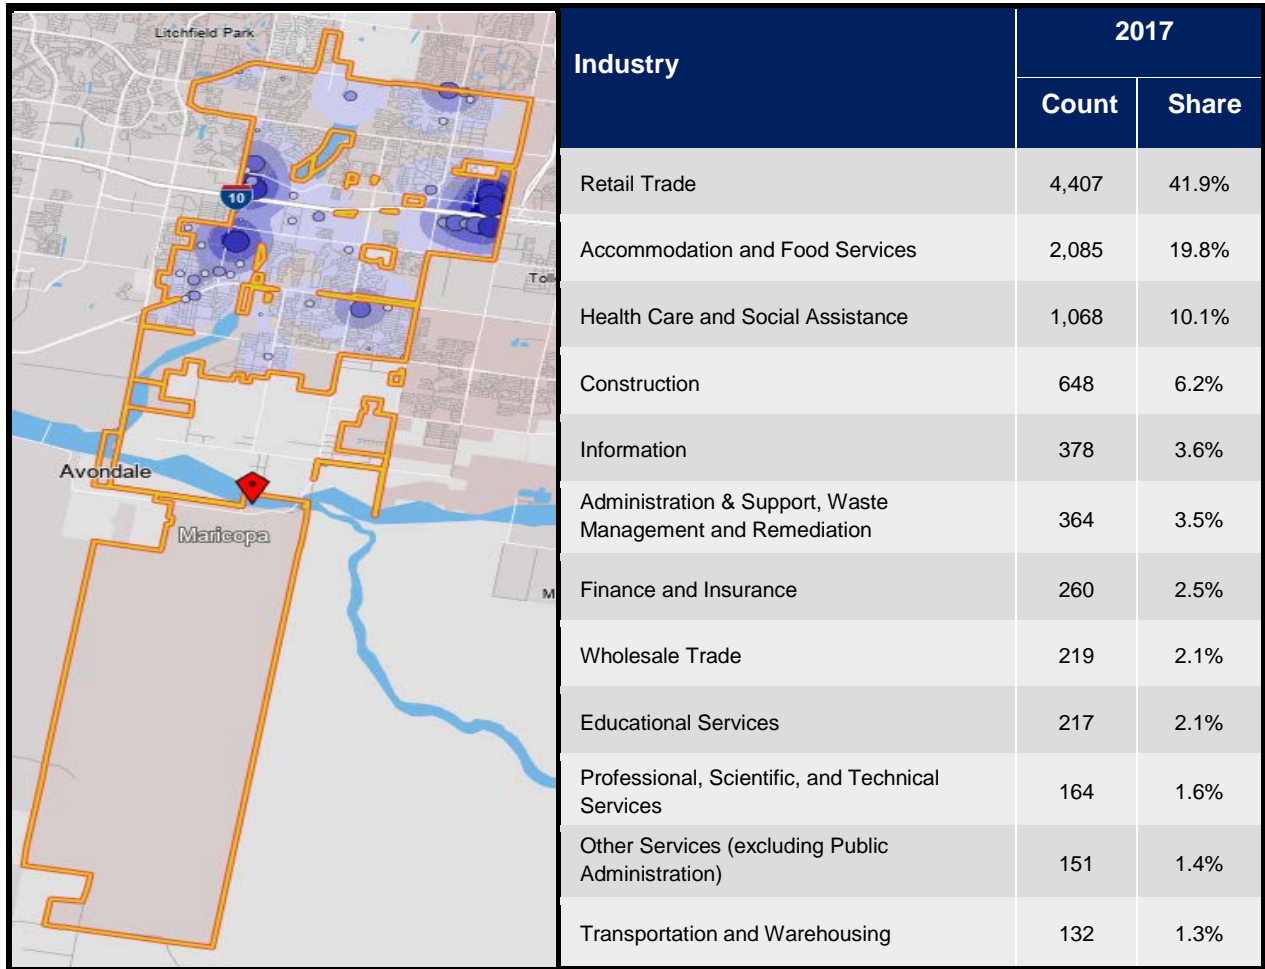 Litchfield Park
10
Tolle
Avondale
Maricopa
M
Industry
2017
Count Share
Retail Trade 4,407 41.9%
Accommodation and Food Services 2,085 19.8%
Health Care and Social Assistance 1,068 10.1%
Construction 648 6.2%
Information 378 3.6%
Administration & Support, Waste
Management and Remediation 364 3.5%
Finance and Insurance 260 2.5%
Wholesale Trade 219 2.1%
Educational Services 217 2.1%
Professional, Scientific, and Technical
Services 164 1.6%
Other Services (excluding Public
Administration) 151 1.4%
Transportation and Warehousing 132 1.3%